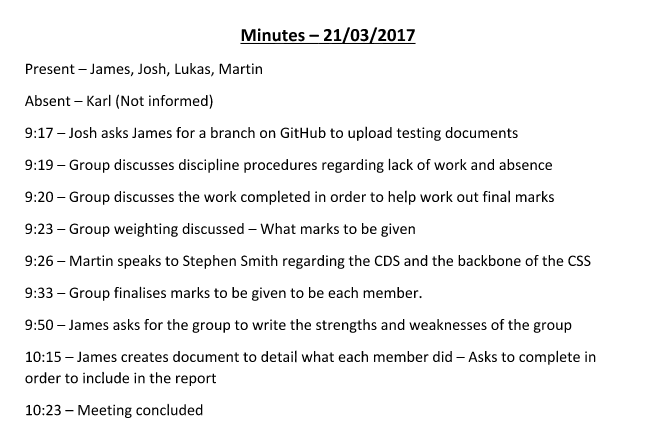 Minutes – 21/03/2017
Present – James, Josh, Lukas, Martin
Absent – Karl (Not informed)
9:17 – Josh asks James for a branch on GitHub to upload testing documents
9:19 – Group discusses discipline procedures regarding lack of work and absence
9:20 – Group discusses the work completed in order to help work out final marks
9:23 – Group weighting discussed – What marks to be given
9:26 – Martin speaks to Stephen Smith regarding the CDS and the backbone of the CSS
9:33 – Group finalises marks to be given to be each member.
9:50 – James asks for the group to write the strengths and weaknesses of the group
10:15 – James creates document to detail what each member did – Asks to complete in
order to include in the report
10:23 – Meeting concluded